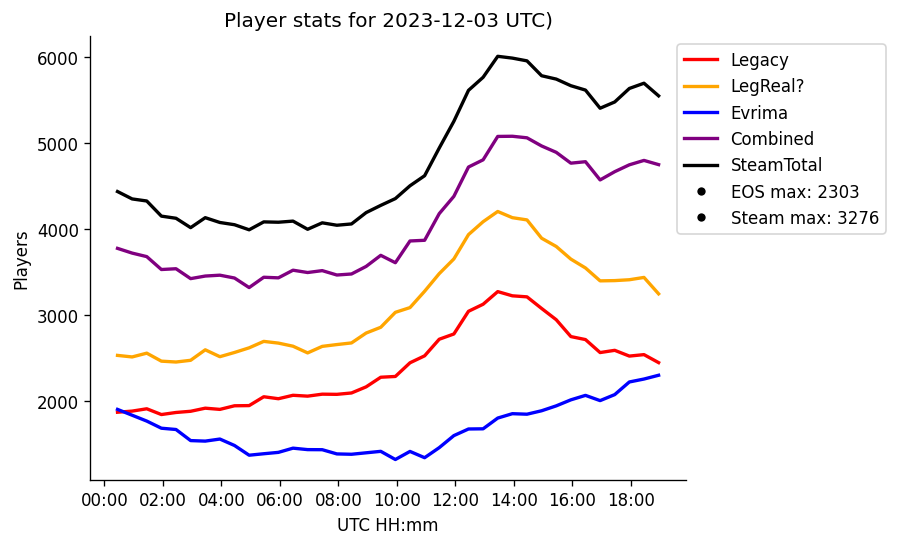 Player stats for 2023-12-03 UTC)
6000
5000
4000
3000
2000
Players
00:00 02:00 04:00 06:00 08:00 10:00 12:00 14:00 16:00 18:00
UTC HH:mm
Legacy
LegReal?
Evrima
Combined
SteamTotal
EOS max: 2303
Steam max: 3276